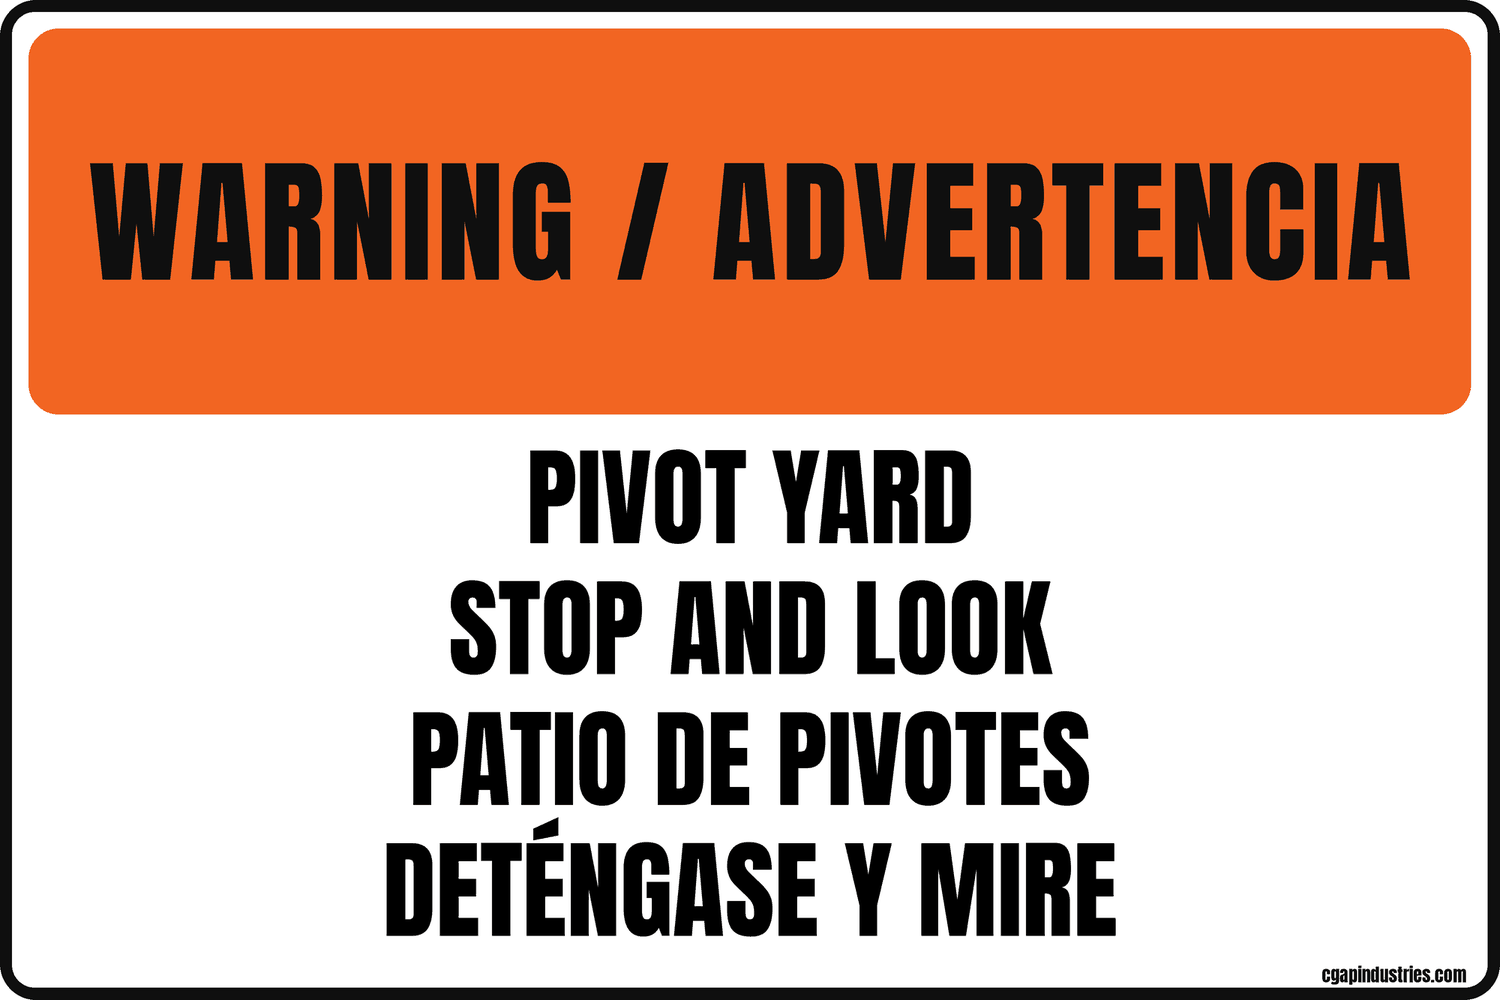 WARNING / ADVERTENCIA
PIVOT YARD
STOP AND LOOK
PATIO DE PIVOTES
DETÉNGASE Y MIRE
cgapindustries.com